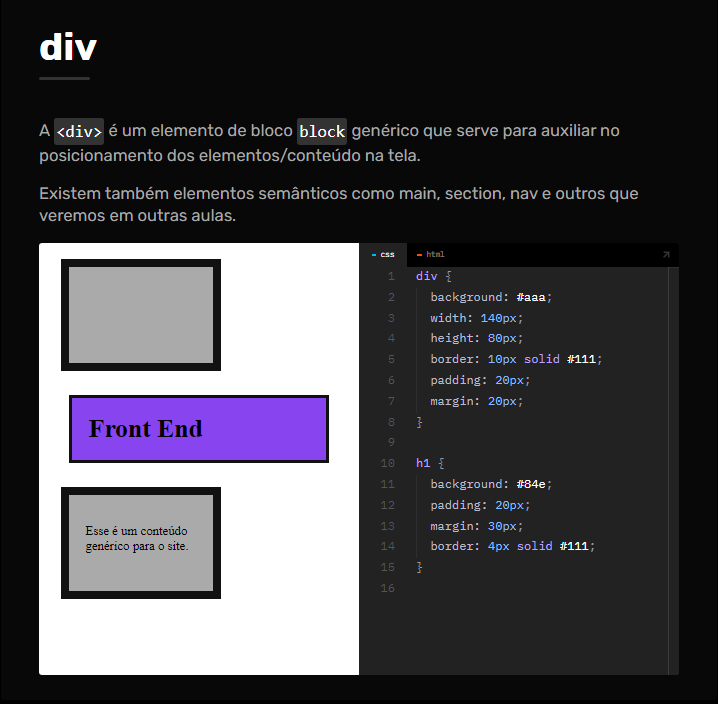 div
A <div> é um elemento de bloco block genérico que serve para auxiliar no
posicionamento dos elementos/conteúdo na tela.
Existem também elementos semânticos como main, section, nav e outros que
veremos em outras aulas.
Front End
Esse é um conteúdo
genérico para o site.
css html
1 div {
2 background: #aaa;
3 width: 140px;
4 height: 80px;
5 border: 10px solid #111;
6 padding: 20px;
7 margin: 20px;
8 }
9
10 h1 {
11 background: #84e;
12 padding: 20px;
13 margin: 30px;
14 border: 4px solid #111;
15 }
16